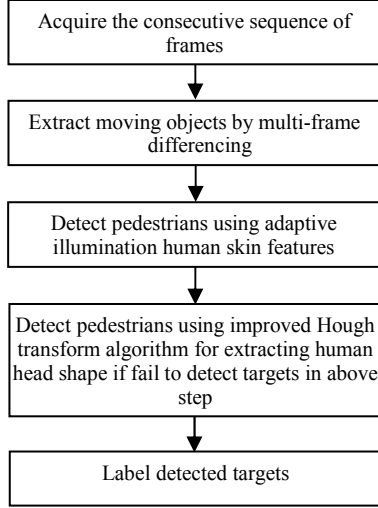 Acquire the consecutive sequence of
frames
Extract moving objects by multi-frame
differencing
Detect pedestrians using adaptive
illumination human skin features
Detect pedestrians using improved Hough
transform algorithm for extracting human
head shape if fail to detect targets in above
step
Label detected targets